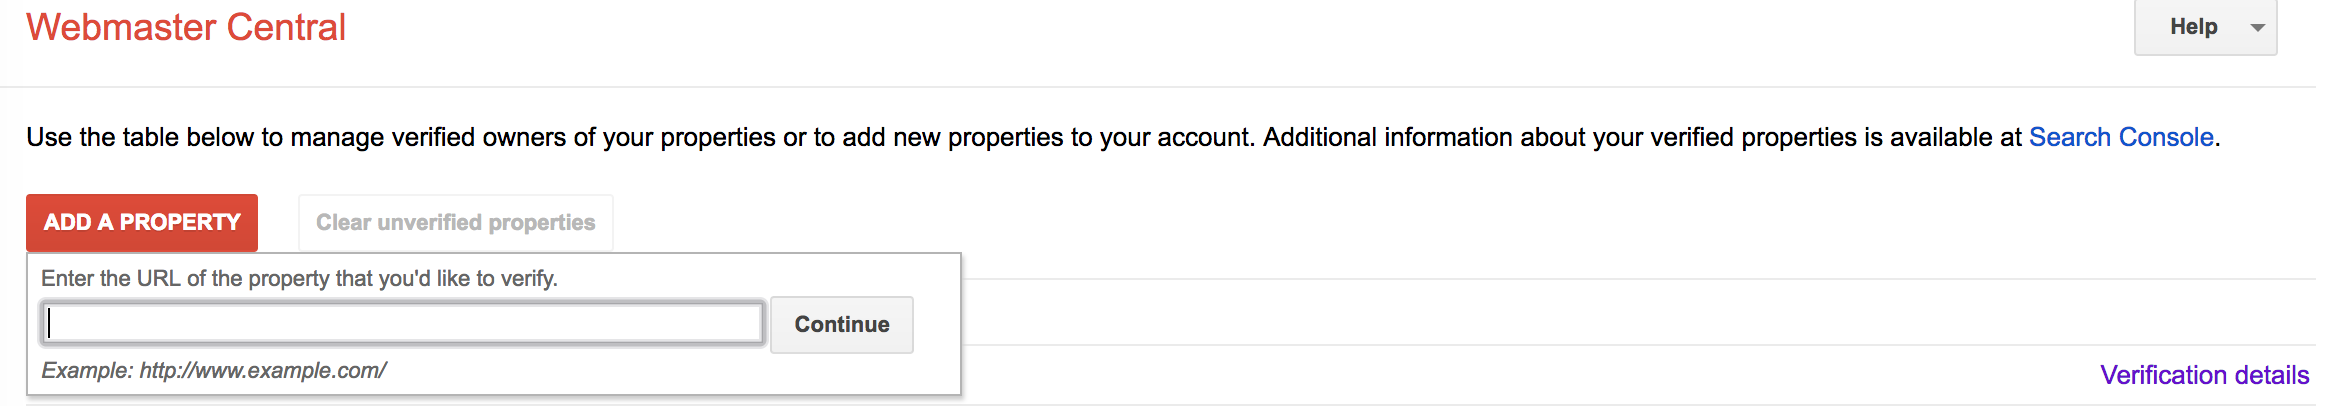 Webmaster Central
Help
Use the table below to manage verified owners of your properties or to add new properties to your account. Additional information about your verified properties is available at Search Console.
ADD A PROPERTY
Clear unverified properties
Enter the URL of the property that you'd like to verify.
Continue
Example: http://www.example.com/
Verification details